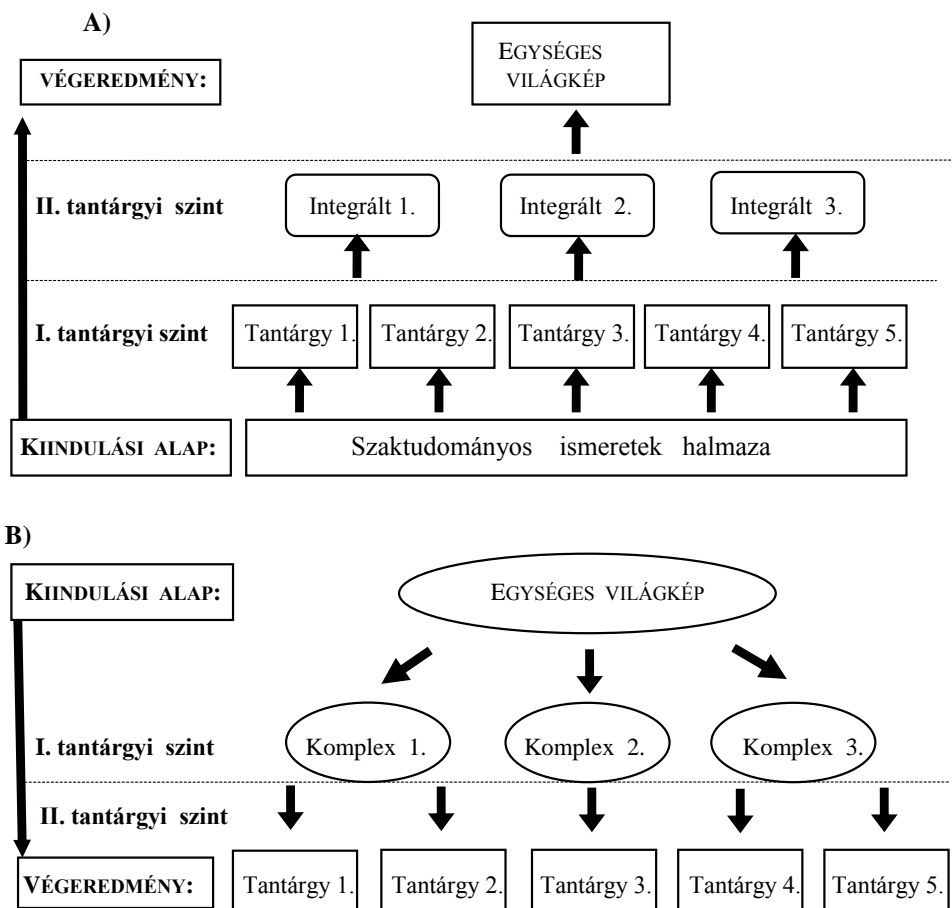 A)
EGYSÉGES
VILÁGKÉP
VÉGEREDMÉNY:
II. tantárgyi szint
Integrált 1.
Integrált 2.
Integrált 3.
I. tantárgyi szint
Tantárgy 1.
Tantárgy 2.
Tantárgy 3.
Tantárgy 4.
Tantárgy 5.
KIINDULÁSI ALAP:
Szaktudományos ismeretek halmaza
B)
KIINDULÁSI ALAP:
EGYSÉGES VILÁGKÉP
I. tantárgyi szint
Komplex 1.
Komplex 2.
Komplex 3.
II. tantárgyi szint
VÉGEREDMÉNY:
Tantárgy 1.
Tantárgy 2.
Tantárgy 3.
Tantárgy 4.
Tantárgy 5.